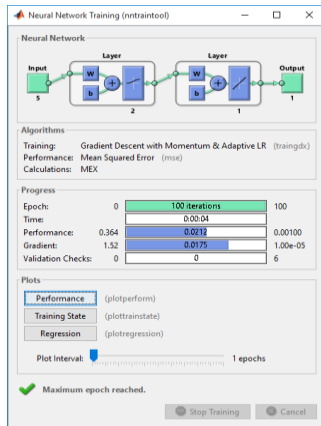 Neural Network Training (nntraintool)
Neural Network
Layer Layer
Input Output
W W
b b
5 2 1 1
Algorithms
Training: Gradient Descent with Momentum & Adaptive LR (traingdx)
Performance: Mean Squared Error (mse)
Calculations: MEX
Progress
Epoch: 0 100 iterations 100
Time: 0:00:04
Performance: 0.364 0.0212 0.00100
Gradient: 1.52 0.0175 1.00e-05
Validation Checks: 0 0 6
Plots
Performance (plotperform)
Training State (plottrainstate)
Regression (plotregression)
Plot Interval: 1 epochs
Maximum epoch reached.
Stop Training Cancel